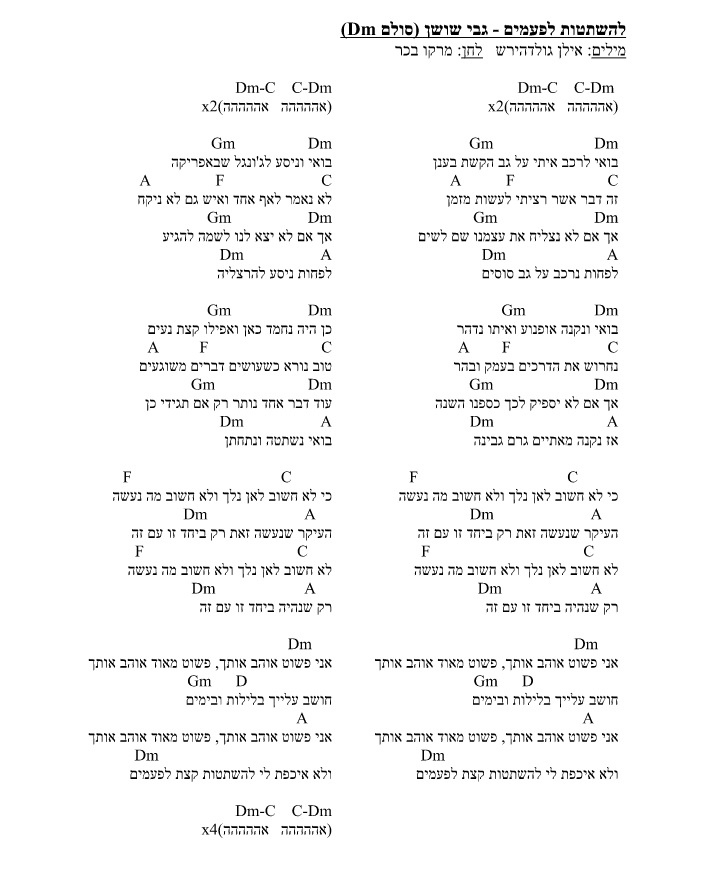 להשתטות לפעמים - גבי שושן (סולם Dm)
מילים: אילן גולדהירש   לחן: מרקו בכר
Dm-C    C-Dm
(אהההההה   אהההההה)x2
Gm    Dm
בואי לרכב איתי על גב הקשת בענן
A    F    C
זה דבר אשר רציתי לעשות מזמן
Gm    Dm
אך אם לא נצליח את עצמנו שם לשים
Dm    A
לפחות נרכב על גב סוסים
Gm    Dm
בואי ונקנה אופנוע ואיתו נדהר
A    F    C
נחרוש את הדרכים בעמק ובהר
Gm    Dm
אך אם לא יספיק לכך כספנו השנה
Dm    A
אז נקנה מאתיים גרם גבינה
F    C
כי לא חשוב לאן נלך ולא חשוב מה נעשה
Dm    A
העיקר שנעשה זאת רק ביחד זו עם זה
F    C
לא חשוב לאן נלך ולא חשוב מה נעשה
Dm    A
רק שנהיה ביחד זו עם זה
Dm
אני פשוט אוהב אותך, פשוט מאוד אוהב אותך
Gm    D
חושב עלייך בלילות ובימים
A
אני פשוט אוהב אותך, פשוט מאוד אוהב אותך
Dm
ולא איכפת לי להשתטות קצת לפעמים
Dm-C    C-Dm
(אהההההה   אהההההה)x2
Gm    Dm
בואי וניסע לג'ונגל שבאפריקה
A    F    C
לא נאמר לאף אחד ואיש גם לא ניקח
Gm    Dm
אך אם לא יצא לנו לשמה להגיע
Dm    A
לפחות ניסע להרצליה
Gm    Dm
כן היה נחמד כאן ואפילו קצת נעים
A    F    C
טוב נורא כשעושים דברים משוגעים
Gm    Dm
עוד דבר אחד נותר רק אם תגידי כן
Dm    A
בואי נשתטה ונתחתן
F    C
כי לא חשוב לאן נלך ולא חשוב מה נעשה
Dm    A
העיקר שנעשה זאת רק ביחד זו עם זה
F    C
לא חשוב לאן נלך ולא חשוב מה נעשה
Dm    A
רק שנהיה ביחד זו עם זה
Dm
אני פשוט אוהב אותך, פשוט מאוד אוהב אותך
Gm    D
חושב עלייך בלילות ובימים
A
אני פשוט אוהב אותך, פשוט מאוד אוהב אותך
Dm
ולא איכפת לי להשתטות קצת לפעמים
Dm-C    C-Dm
(אהההההה   אהההההה)x4